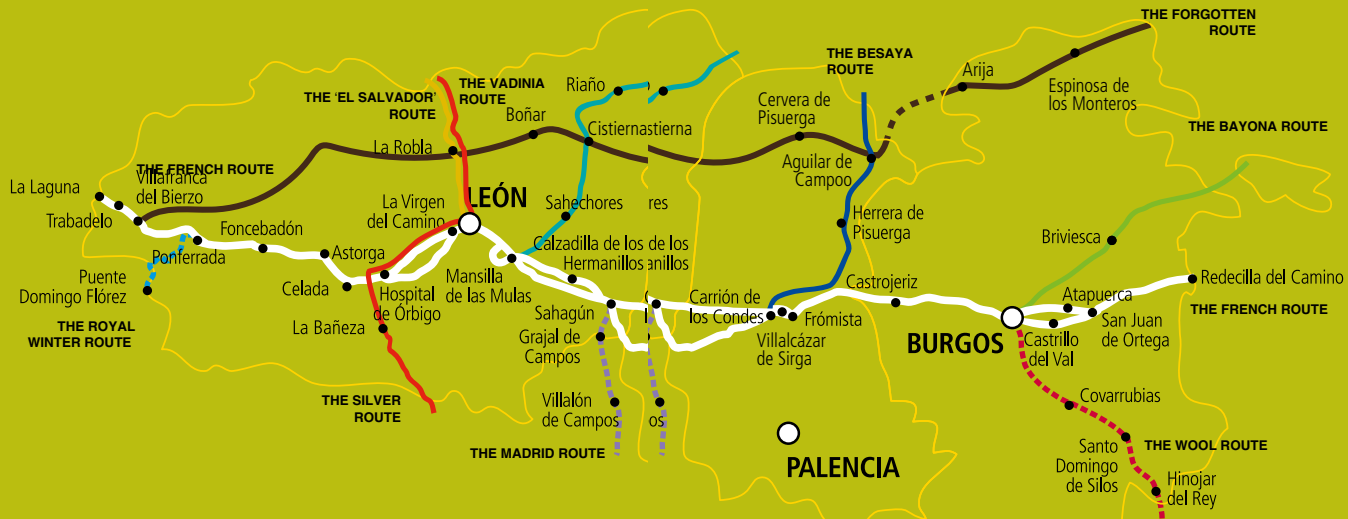 THE FORGOTTEN
ROUTE
THE BESAYA
ROUTE
THE VADINIA
ROUTE
THE 'EL SALVADOR'
ROUTE
Riaño
Arija
Espinosa de
los Monteros
Boñar
Cervera de
Pisuerga
Cistierna
stierna
THE BAYONA ROUTE
La Robla
Aguilar de
Campoo
THE FRENCH ROUTE
La Laguna
Villafranca
del Bierzo
Trabadelo
La Virgen
del Camino
LEÓN
Sahechores
res
Herrera de
Pisuerga
Foncebadón
Ponferrada
Astorga
Calzadilla de los
Hermanillos
de los
anillos
Briviesca
Puente
Domingo Flórez
Celada
Hospital
de Órbigo
Mansilla
de las Mulas
Castrojeriz
Redecilla del Camino
THE FRENCH ROUTE
THE ROYAL
WINTER ROUTE
La Bañeza
Sahagún
Grajal de
Campos
Carrión de
los Condes
Frómista
Villalcázar
de Sirga
BURGOS
Atapuerca
San Juan
de Ortega
Castrillo
del Val
THE SILVER
ROUTE
Villalón
de Campos
os
Covarrubias
THE MADRID ROUTE
PALENCIA
Santo
Domingo
de Silos
THE WOOL ROUTE
Hinojar
del Rey